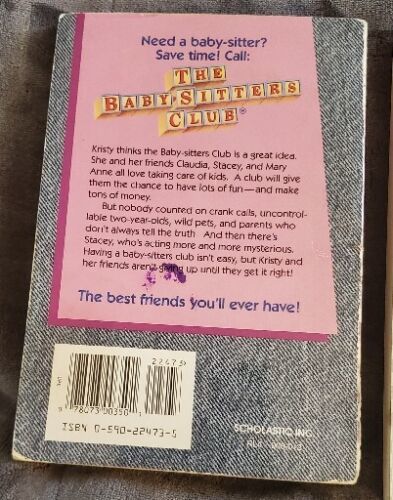 Need a baby-sitter?
Save time! Call:
THE
BABY-SITTERS
CLUB®
Kristy thinks the Baby-sitters Club is a great idea.
She and her friends Claudia, Stacey, and Mary
Anne all love taking care of kids. A club will give
them the chance to have lots of fun—and make
tons of money.
But nobody counted on crank calls, uncontrol-
lable two-year-olds, wild pets, and parents who
don't always tell the truth And then there's
Stacey, who's acting more and more mysterious.
Having a baby-sitters club isn't easy, but Kristy and
her friends aren't giving up until they get it right!
The best friends you'll ever have!
22473
9 78073 00350 1
ISBN 0-590-22473-5
SCHOLASTIC INC.